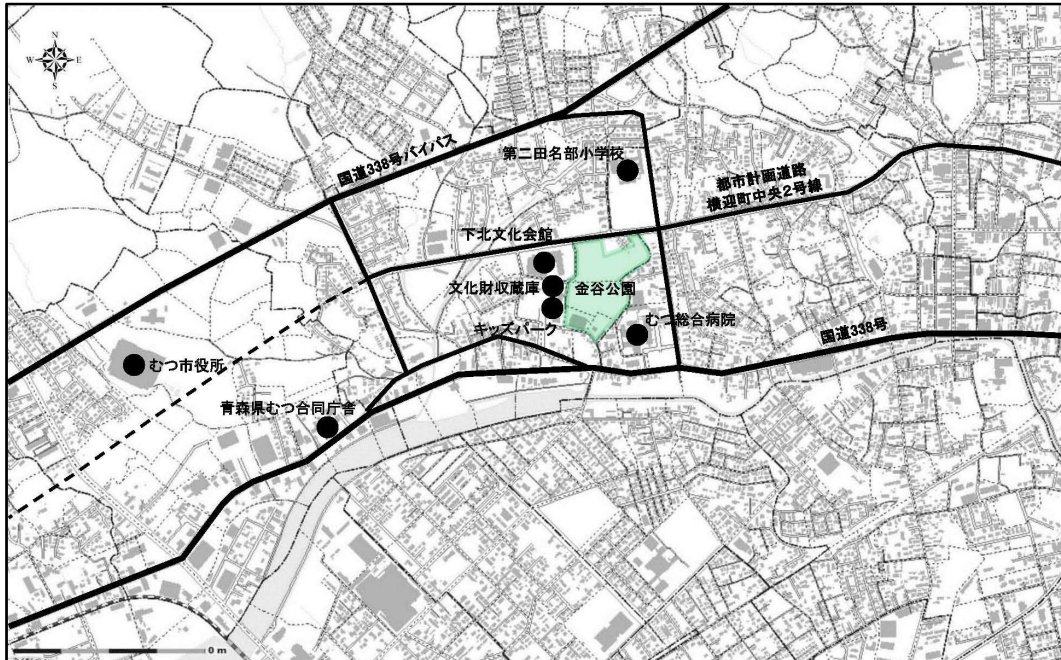 N
W
E
S
国道338号バイパス
第二田名部小学校
都市計画道路
横迎町中央2号線
下北文化会館
文化財収蔵庫
金谷公園
キッズパーク
むつ総合病院
国道338号
むつ市役所
青森県むつ合同庁舎
0 m